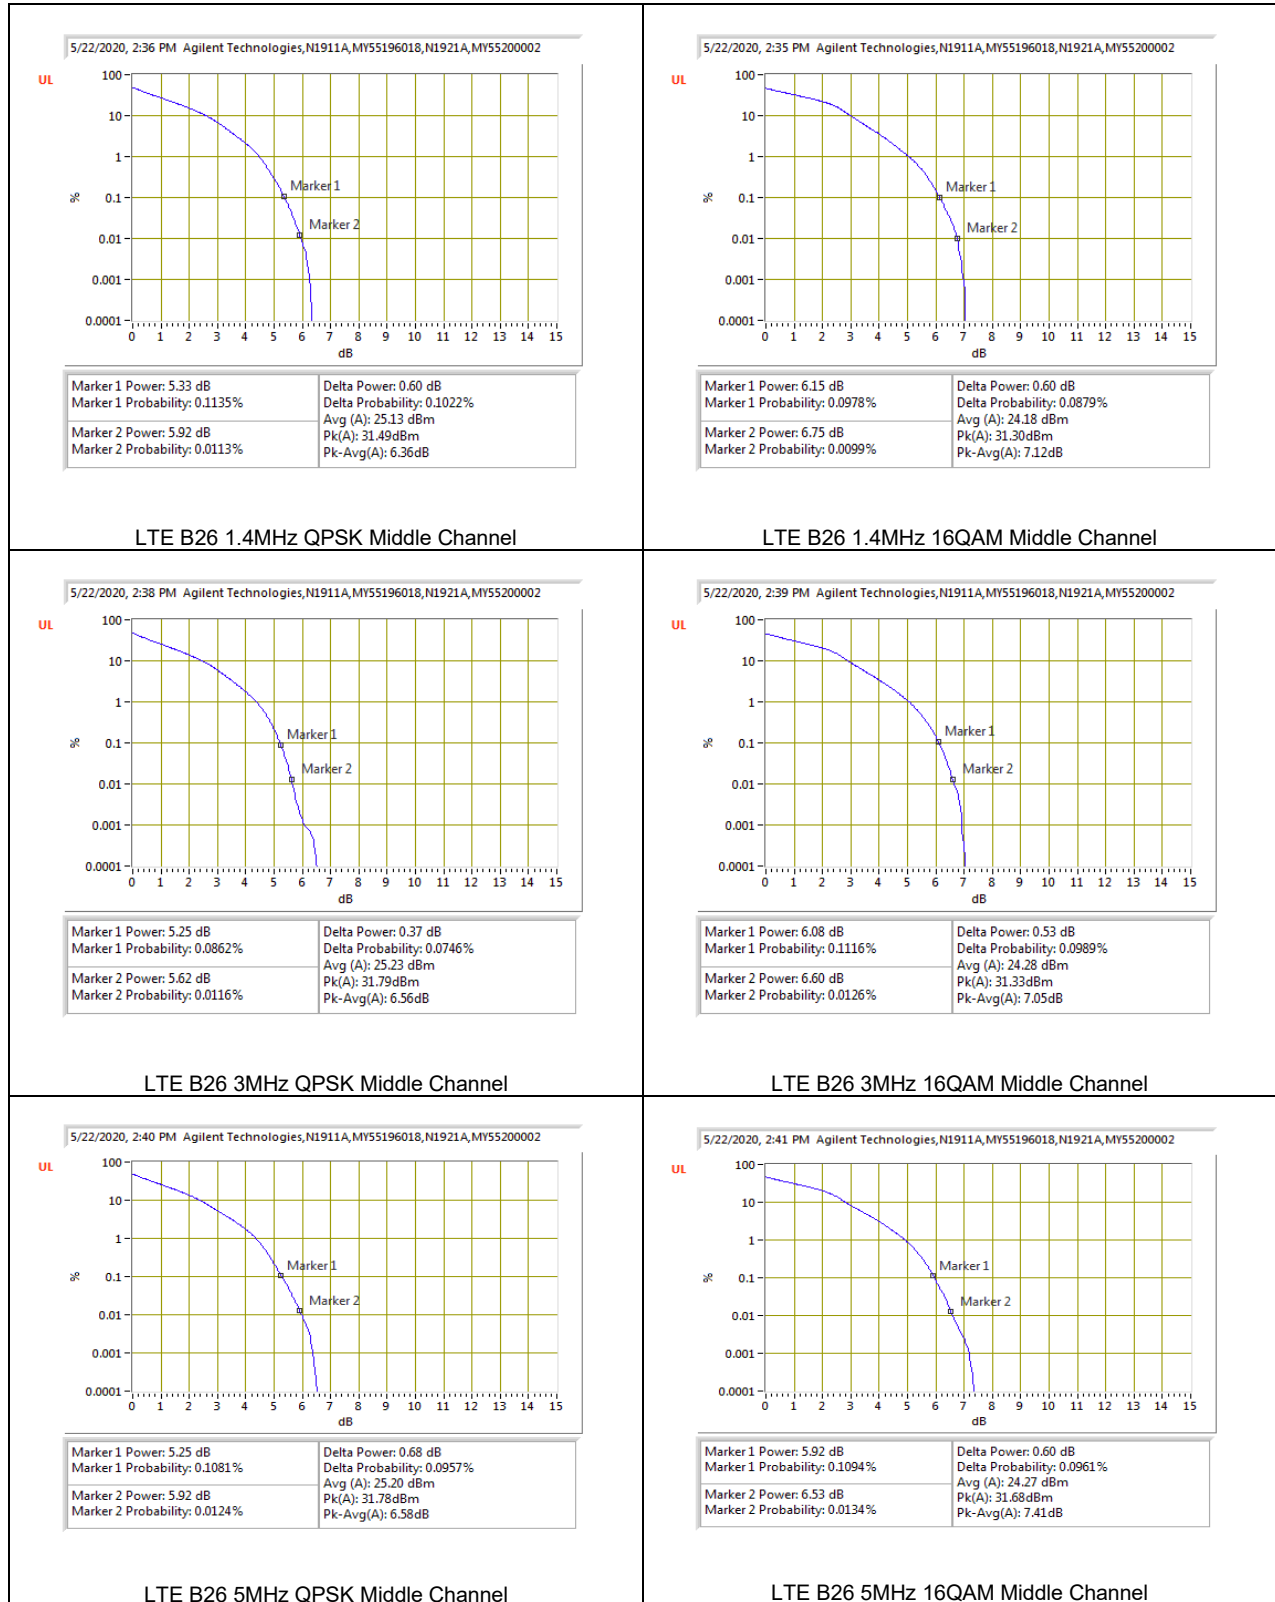 5/22/2020, 2:36 PM Agilent Technologies,N1911A,MY55196018,N1921A,MY55200002
UL
100
10
1
0.1
0.01
0.001
0.0001
%
Marker 1
Marker 2
0 1 2 3 4 5 6 7 8 9 10 11 12 13 14 15
dB
Marker 1 Power: 5.33 dB
Marker 1 Probability: 0.1135%
Marker 2 Power: 5.92 dB
Marker 2 Probability: 0.0113%
Delta Power: 0.60 dB
Delta Probability: 0.1022%
Avg (A): 25.13 dBm
Pk(A): 31.49dBm
Pk-Avg(A): 6.36dB
LTE B26 1.4MHz QPSK Middle Channel
5/22/2020, 2:35 PM Agilent Technologies,N1911A,MY55196018,N1921A,MY55200002
UL
100
10
1
0.1
0.01
0.001
0.0001
%
Marker 1
Marker 2
0 1 2 3 4 5 6 7 8 9 10 11 12 13 14 15
dB
Marker 1 Power: 6.15 dB
Marker 1 Probability: 0.0978%
Marker 2 Power: 6.75 dB
Marker 2 Probability: 0.0099%
Delta Power: 0.60 dB
Delta Probability: 0.0879%
Avg (A): 24.18 dBm
Pk(A): 31.30dBm
Pk-Avg(A): 7.12dB
LTE B26 1.4MHz 16QAM Middle Channel
5/22/2020, 2:38 PM Agilent Technologies,N1911A,MY55196018,N1921A,MY55200002
UL
100
10
1
0.1
0.01
0.001
0.0001
%
Marker 1
Marker 2
0 1 2 3 4 5 6 7 8 9 10 11 12 13 14 15
dB
Marker 1 Power: 5.25 dB
Marker 1 Probability: 0.0862%
Marker 2 Power: 5.62 dB
Marker 2 Probability: 0.0116%
Delta Power: 0.37 dB
Delta Probability: 0.0746%
Avg (A): 25.23 dBm
Pk(A): 31.79dBm
Pk-Avg(A): 6.56dB
LTE B26 3MHz QPSK Middle Channel
5/22/2020, 2:39 PM Agilent Technologies,N1911A,MY55196018,N1921A,MY55200002
UL
100
10
1
0.1
0.01
0.001
0.0001
%
Marker 1
Marker 2
0 1 2 3 4 5 6 7 8 9 10 11 12 13 14 15
dB
Marker 1 Power: 6.08 dB
Marker 1 Probability: 0.1116%
Marker 2 Power: 6.60 dB
Marker 2 Probability: 0.0126%
Delta Power: 0.53 dB
Delta Probability: 0.0989%
Avg (A): 24.28 dBm
Pk(A): 31.33dBm
Pk-Avg(A): 7.05dB
LTE B26 3MHz 16QAM Middle Channel
5/22/2020, 2:40 PM Agilent Technologies,N1911A,MY55196018,N1921A,MY55200002
UL
100
10
1
0.1
0.01
0.001
0.0001
%
Marker 1
Marker 2
0 1 2 3 4 5 6 7 8 9 10 11 12 13 14 15
dB
Marker 1 Power: 5.25 dB
Marker 1 Probability: 0.1081%
Marker 2 Power: 5.92 dB
Marker 2 Probability: 0.0124%
Delta Power: 0.68 dB
Delta Probability: 0.0957%
Avg (A): 25.20 dBm
Pk(A): 31.78dBm
Pk-Avg(A): 6.58dB
LTE B26 5MHz QPSK Middle Channel
5/22/2020, 2:41 PM Agilent Technologies,N1911A,MY55196018,N1921A,MY55200002
UL
100
10
1
0.1
0.01
0.001
0.0001
%
Marker 1
Marker 2
0 1 2 3 4 5 6 7 8 9 10 11 12 13 14 15
dB
Marker 1 Power: 5.92 dB
Marker 1 Probability: 0.1094%
Marker 2 Power: 6.53 dB
Marker 2 Probability: 0.0134%
Delta Power: 0.60 dB
Delta Probability: 0.0961%
Avg (A): 24.27 dBm
Pk(A): 31.68dBm
Pk-Avg(A): 7.41dB
LTE B26 5MHz 16QAM Middle Channel